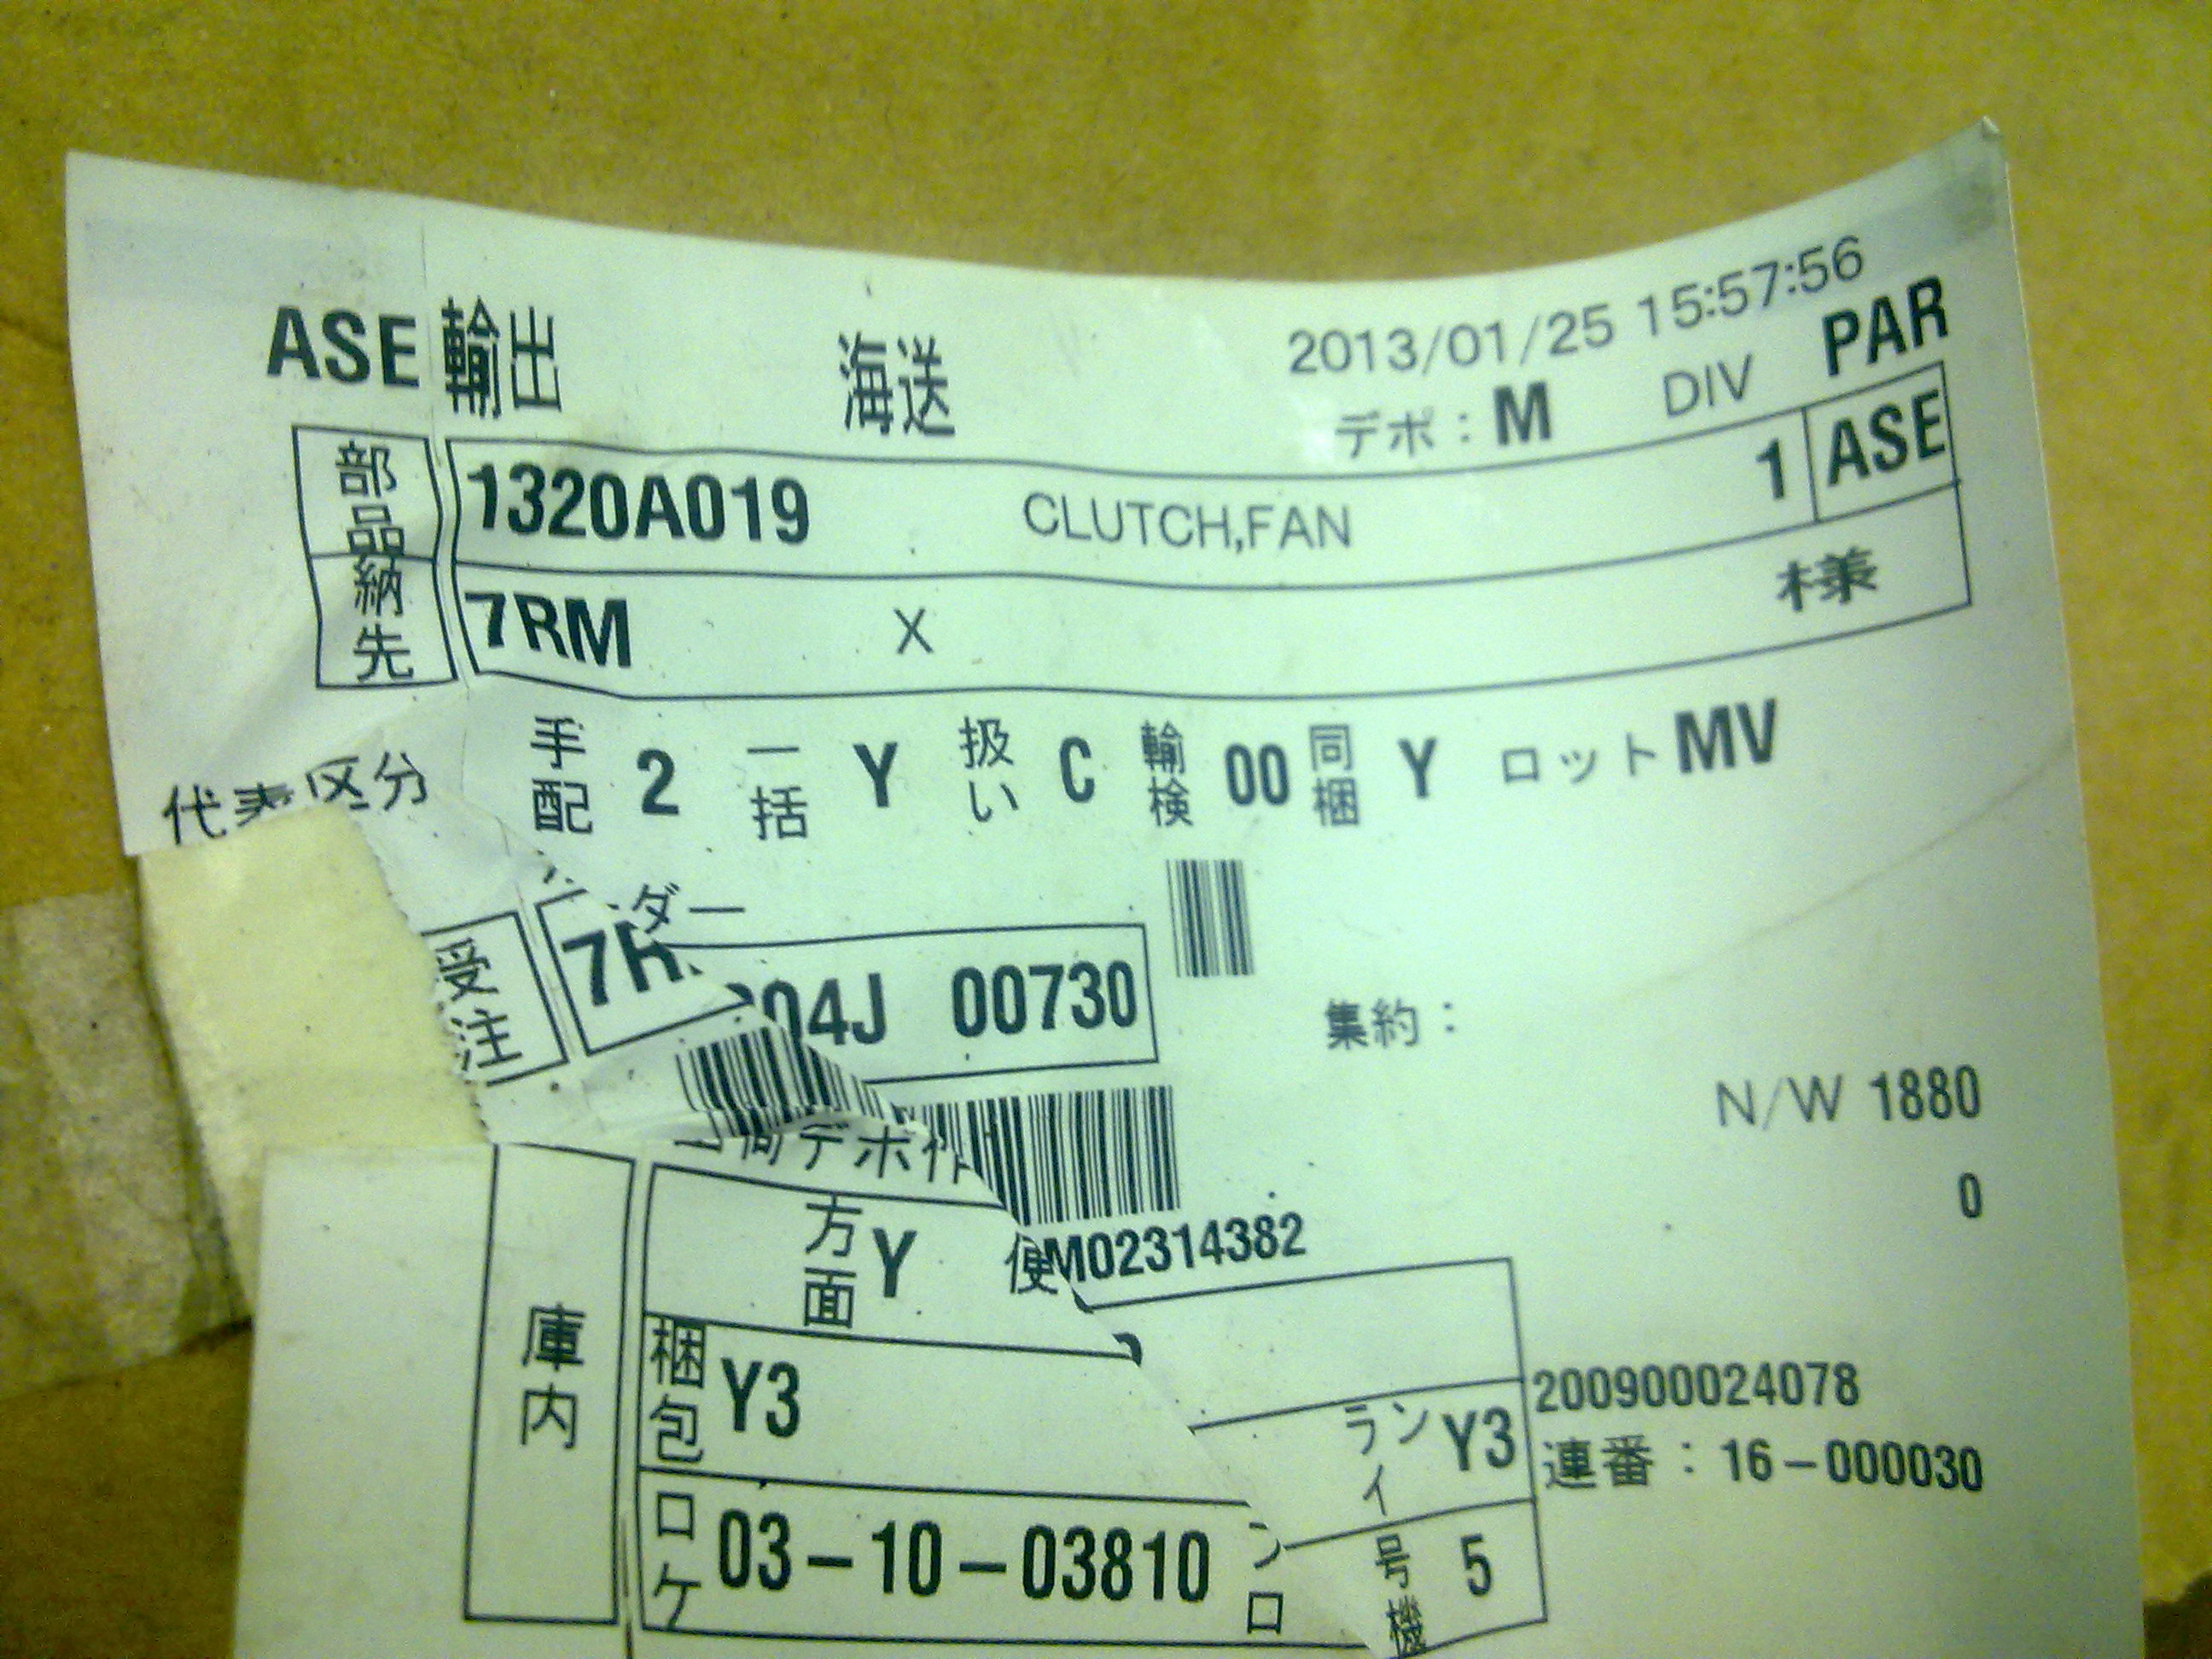 2013/01/25 15:57:56
ASE 輸出 海送 デポ：M DIV PAR
部品 1320A019 CLUTCH,FAN 1 ASE
納先 7RM X 様
代表区分 手配 2 一括 Y 扱い C 輸検 00 同梱 Y ロット MV
ダー
受注 04J 00730
集約：
N/W 1880
デポ
0
方面 Y 便 M02314382
庫内
梱包 Y3 ライン Y3 200900024078
連番：16-000030
ロケ 03-10-03810 号機 5